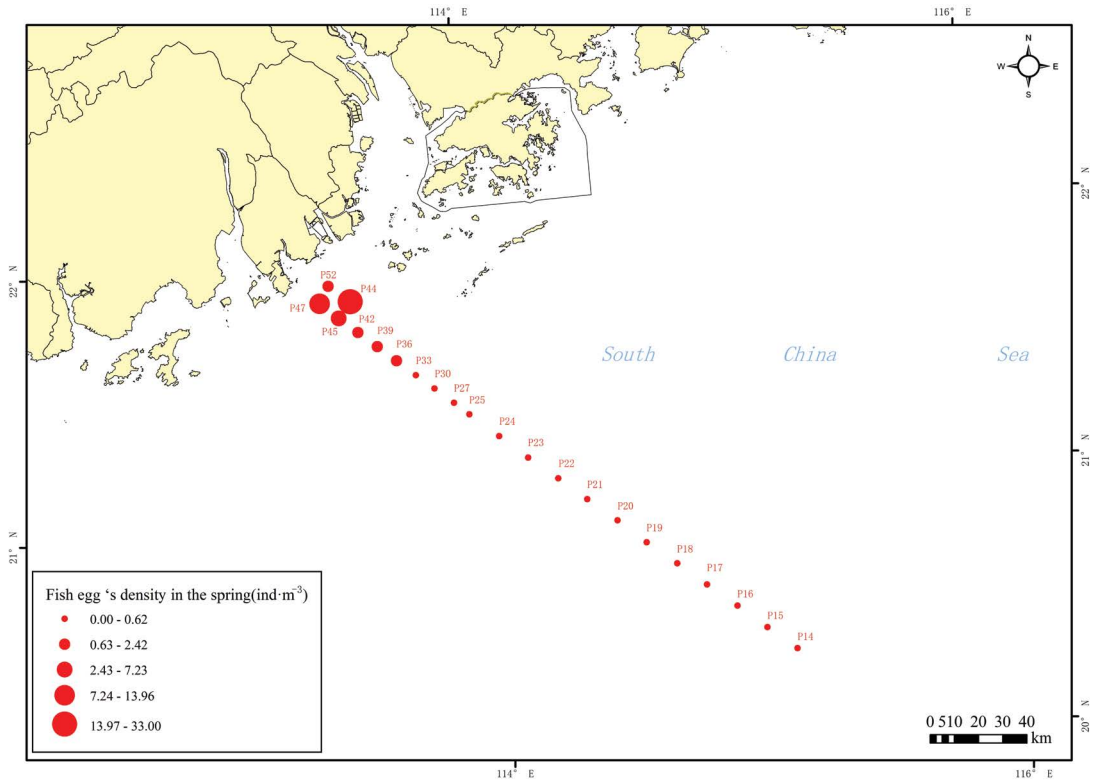 114° E
116° E
N
W
E
S
22° N
22° N
P52
P44
P47
P45
P42
P39
P36
P33
P30
P27
P25
P24
P23
P22
P21
P20
P19
P18
P17
P16
P15
P14
South China Sea
21° N
21° N
20° N
Fish egg ‘s density in the spring(ind·m⁻³)
0.00 - 0.62
0.63 - 2.42
2.43 - 7.23
7.24 - 13.96
13.97 - 33.00
0 510 20 30 40
km
114° E
116° E